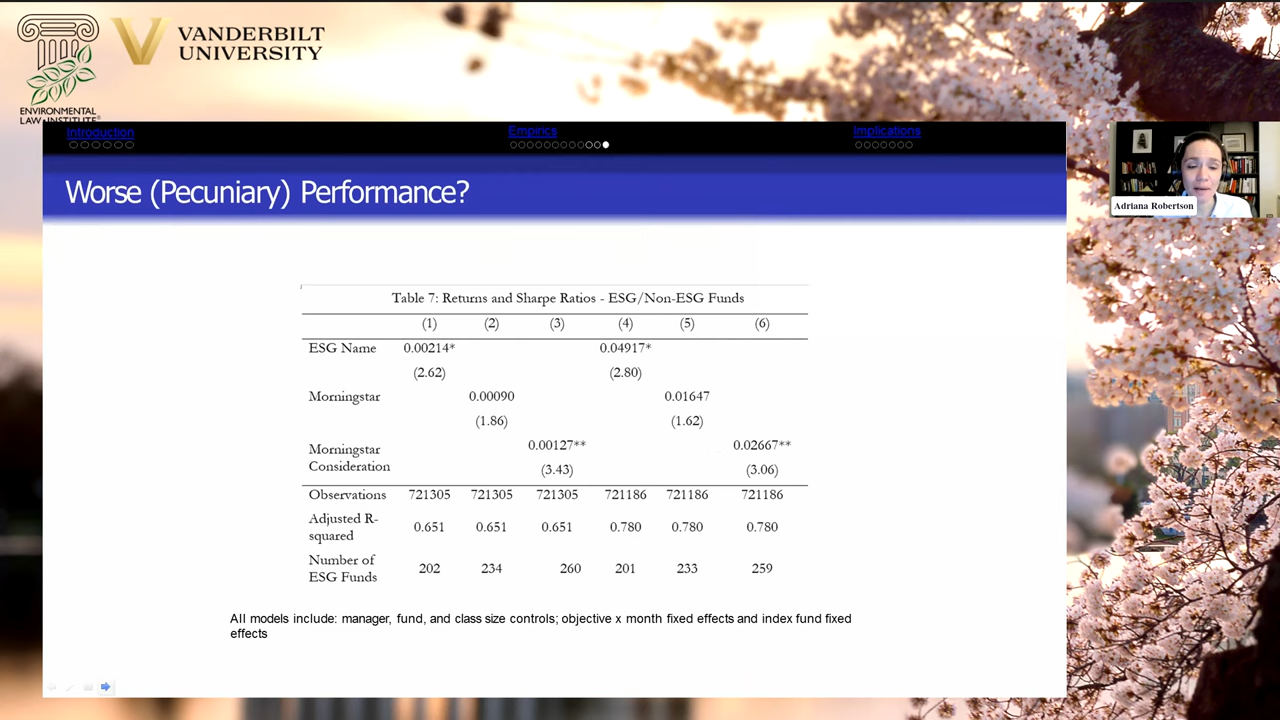 VANDERBILT
UNIVERSITY
ENVIRONMENTAL
LAW INSTITUTE®
Introduction
Empirics
Implications
Worse (Pecuniary) Performance?
Adriana Robertson
Table 7: Returns and Sharpe Ratios - ESG/Non-ESG Funds
(1) (2) (3) (4) (5) (6)
ESG Name 0.00214* 0.04917*
(2.62) (2.80)
Morningstar 0.00090 0.01647
(1.86) (1.62)
Morningstar
Consideration 0.00127** 0.02667**
(3.43) (3.06)
Observations 721305 721305 721305 721186 721186 721186
Adjusted R-
squared 0.651 0.651 0.651 0.780 0.780 0.780
Number of
ESG Funds 202 234 260 201 233 259
All models include: manager, fund, and class size controls; objective x month fixed effects and index fund fixed
effects